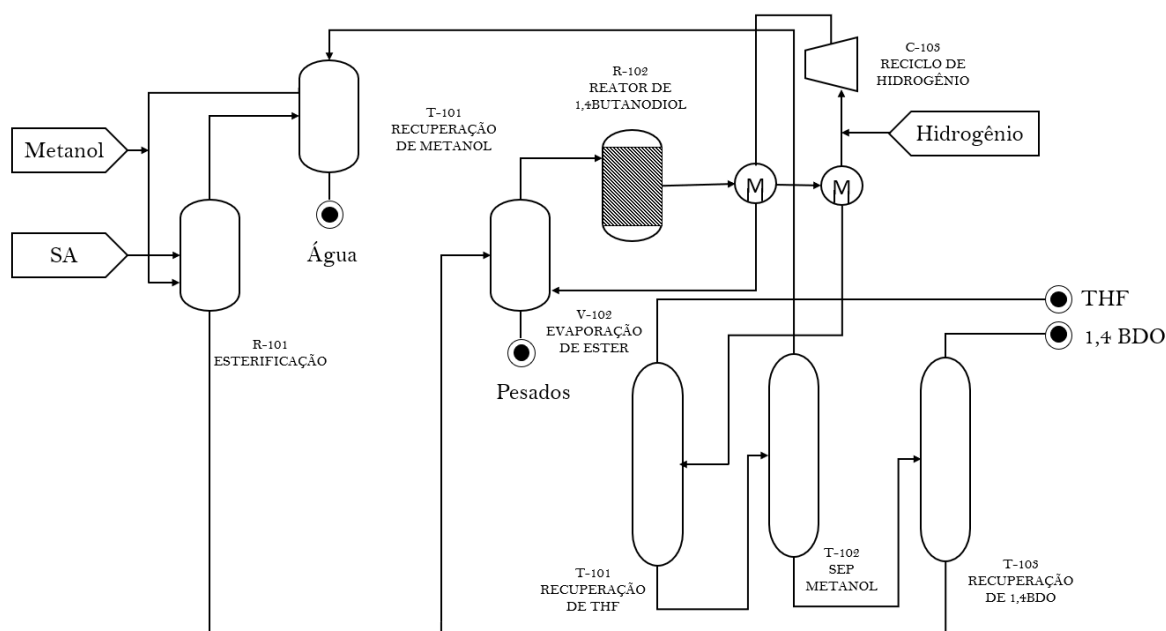 C-103
RECICLO DE
HIDROGÊNIO
R-102
REATOR DE
1,4BUTANODIOL
T-101
RECUPERAÇÃO
DE METANOL
Metanol
Hidrogênio
M
M
SA
Água
THF
1,4 BDO
V-102
EVAPORAÇÃO
DE ESTER
R-101
ESTERIFICAÇÃO
Pesados
T-101
RECUPERAÇÃO
DE THF
T-102
SEP
METANOL
T-103
RECUPERAÇÃO
DE 1,4BDO